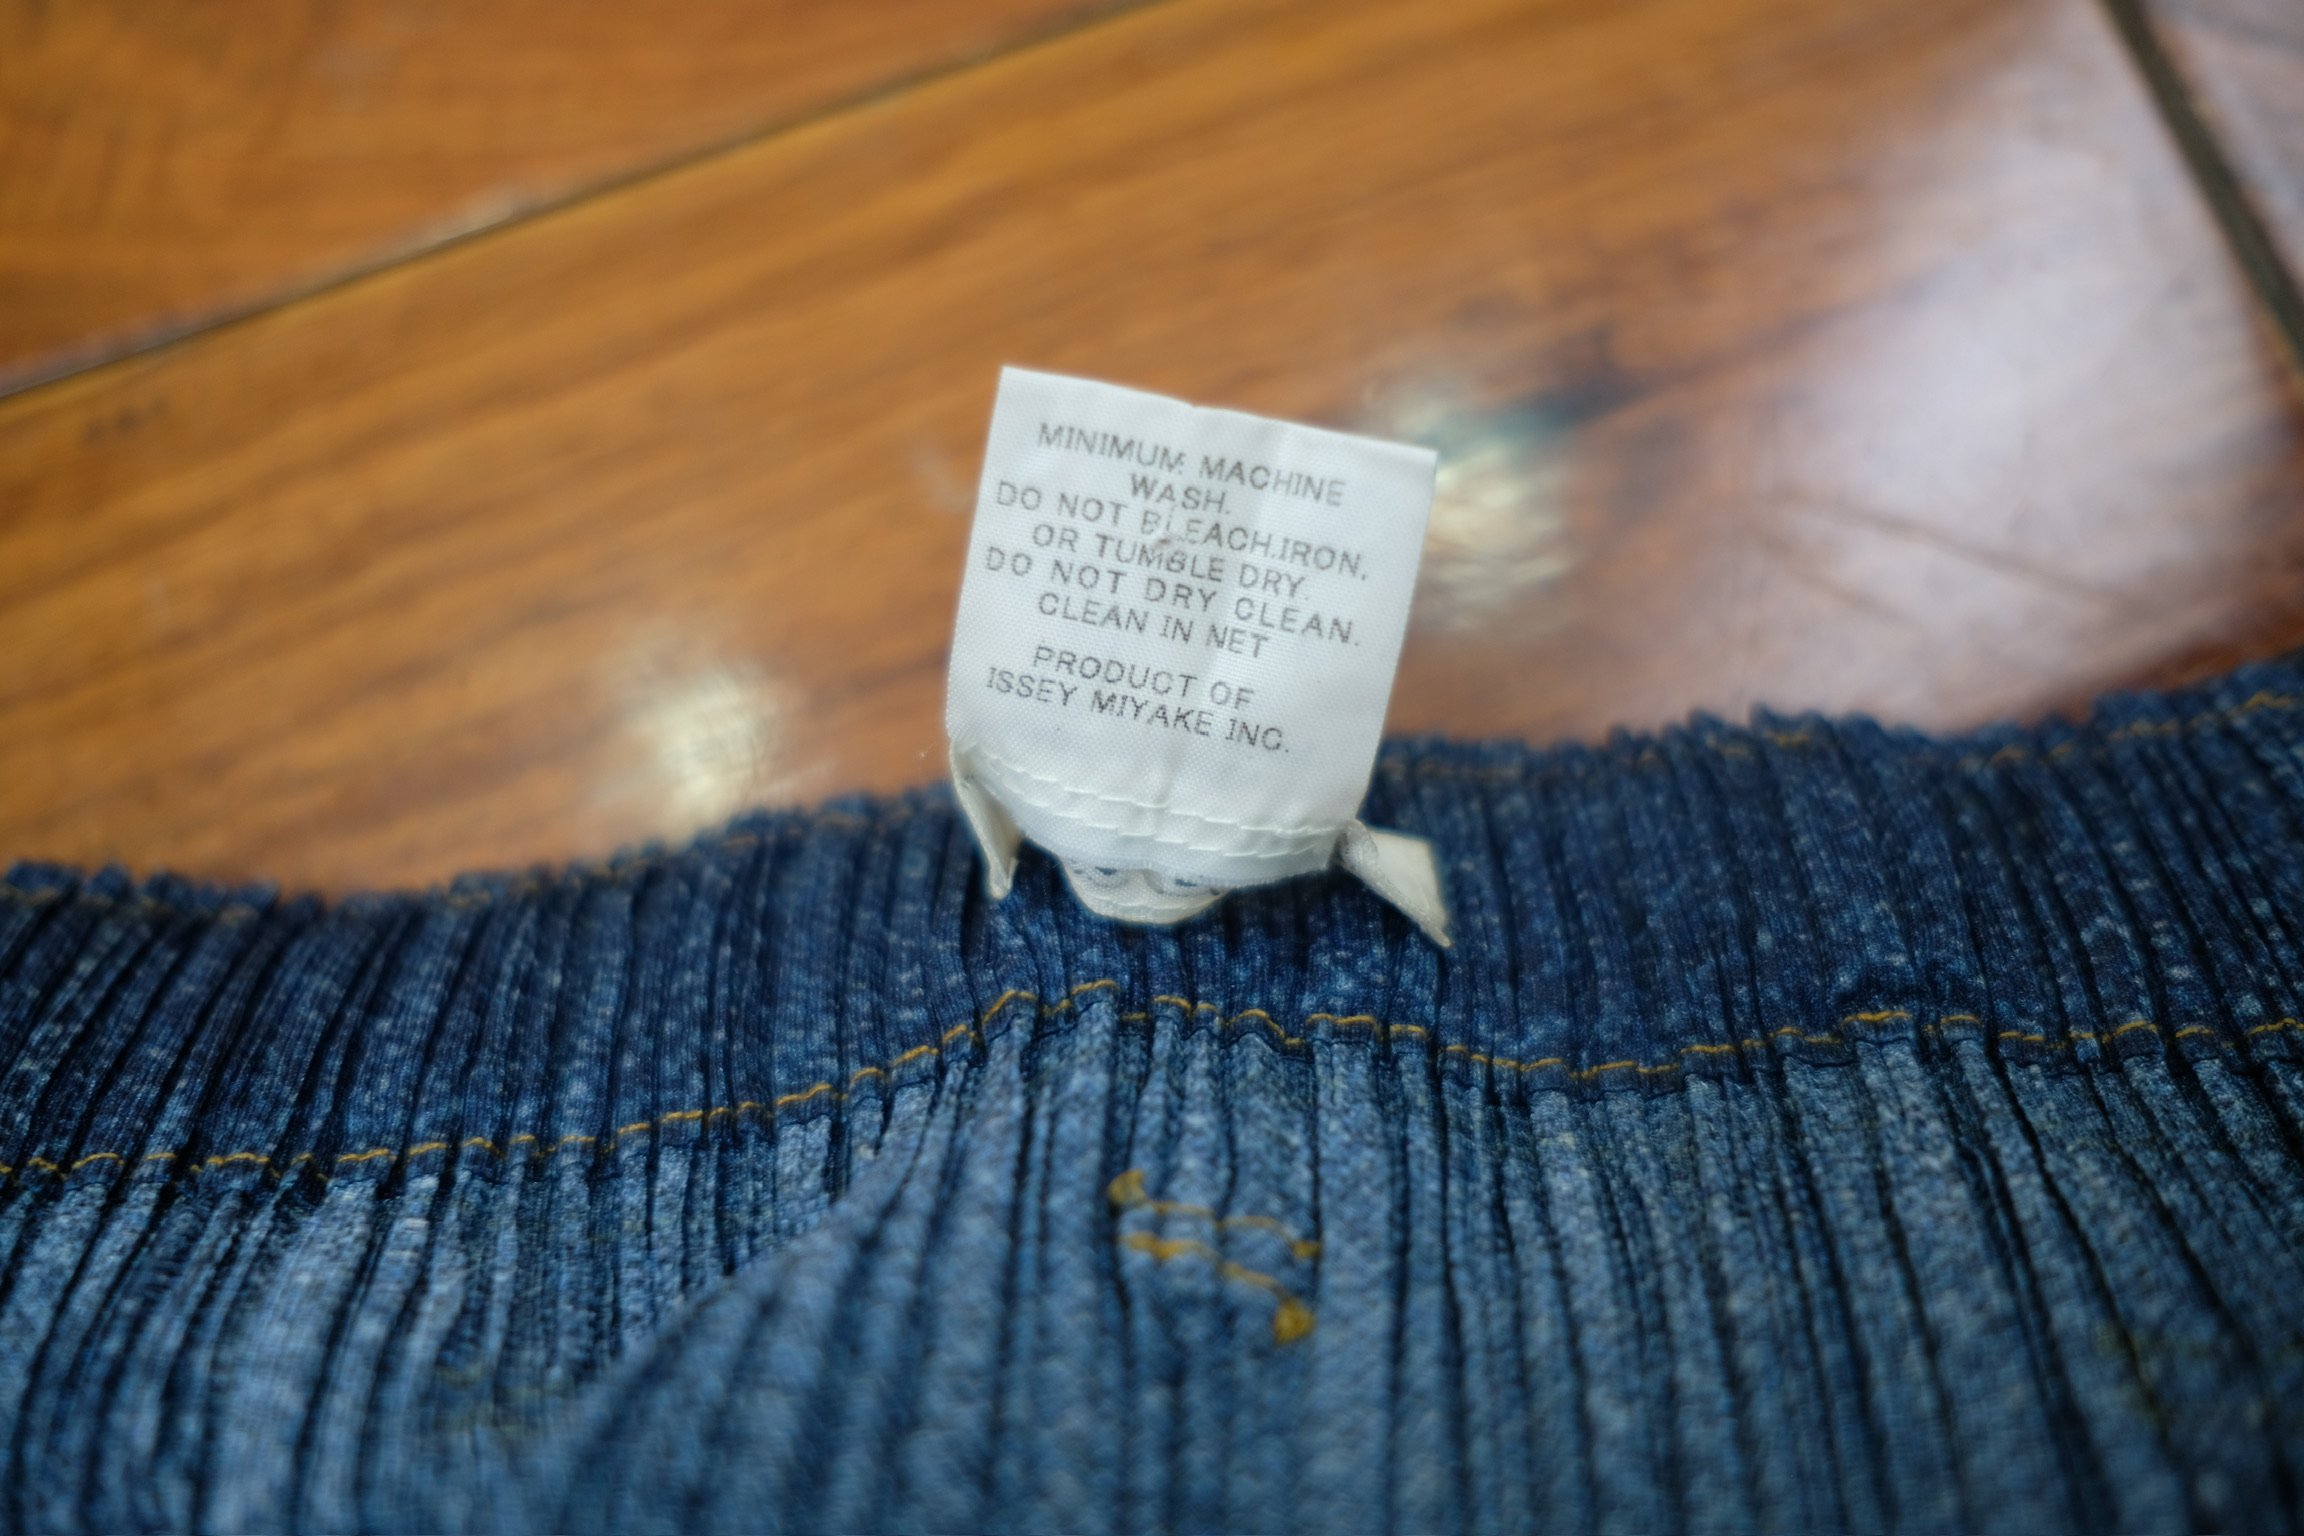 MINIMUM MACHINE
WASH.
DO NOT BLEACH.IRON.
OR TUMBLE DRY.
DO NOT DRY CLEAN.
CLEAN IN NET
PRODUCT OF
ISSEY MIYAKE INC.